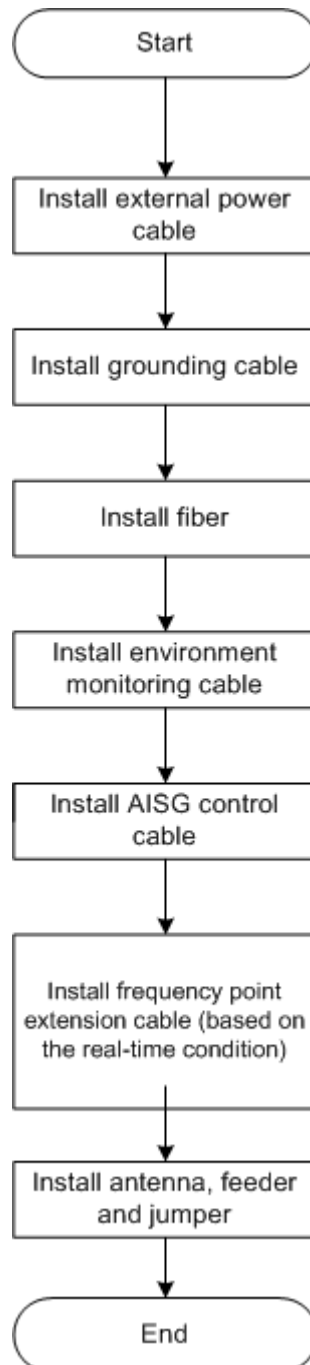 Start
Install external power
cable
Install grounding cable
Install fiber
Install environment
monitoring cable
Install AISG control
cable
Install frequency point
extension cable (based on
the real-time condition)
Install antenna, feeder
and jumper
End